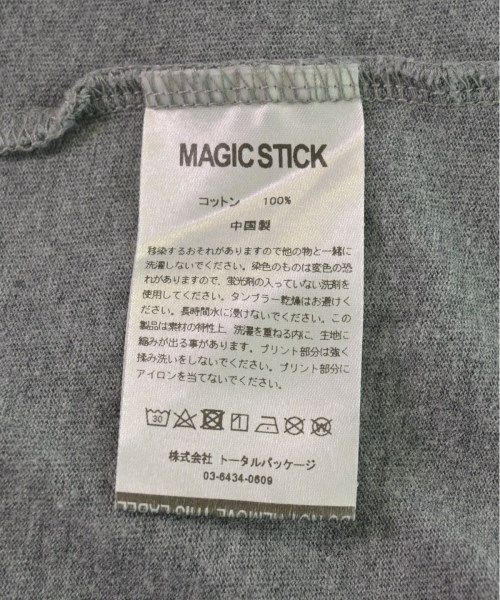 MAGIC STICK
コットン 100%
中国製
移染するおそれがありますので他の物と一緒に
洗濯しないでください。染色のものは変色の恐
れがありますので、蛍光剤の入っていない洗剤を
使用してください。タンブラー乾燥はお避けく
ださい。長時間水に浸けないでください。この
製品は素材の特性上、洗濯を重ねる内に、生地に
縮みが出る事があります。プリント部分は強く
揉み洗いをしないでください。プリント部分に
アイロンを当てないでください。
30
株式会社 トータルパッケージ
03-6434-0609
DO NOT REMOVE THIS LABEL